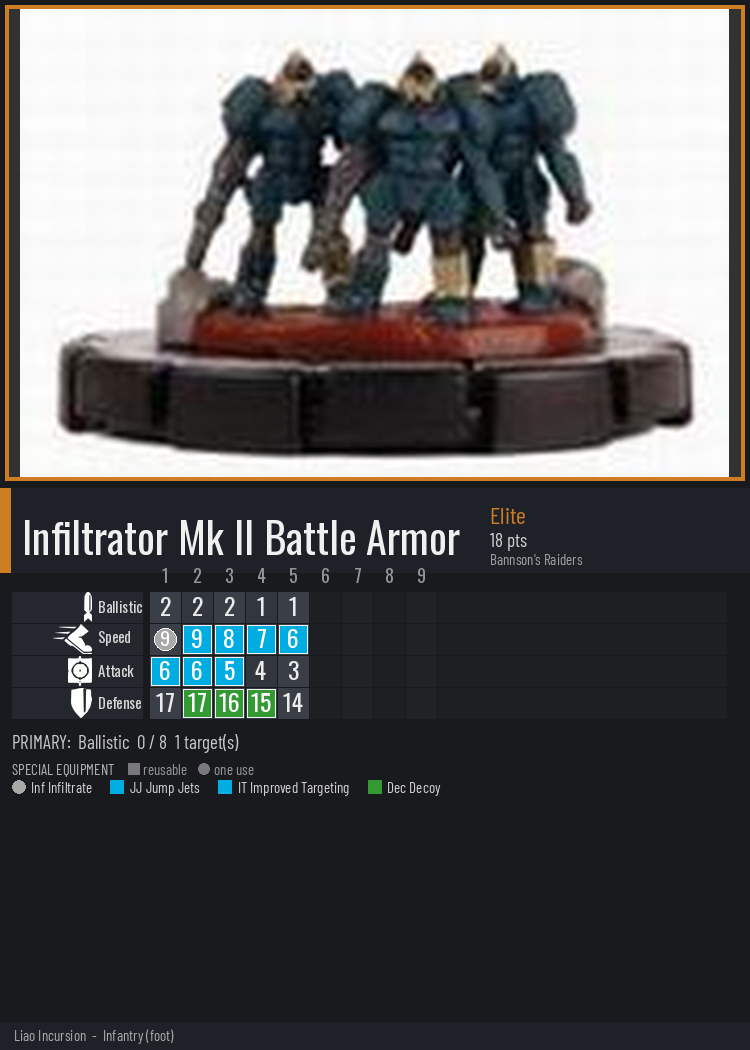 Infiltrator Mk II Battle Armor
Elite
18 pts
Bannson's Raiders
1 2 3 4 5 6 7 8 9
Ballistic 2 2 2 1 1
Speed 9 9 8 7 6
Attack 6 6 5 4 3
Defense 17 17 16 15 14
PRIMARY: Ballistic 0 / 8 1 target(s)
SPECIAL EQUIPMENT reusable one use
Inf Infiltrate JJ Jump Jets IT Improved Targeting Dec Decoy
Liao Incursion - Infantry (foot)